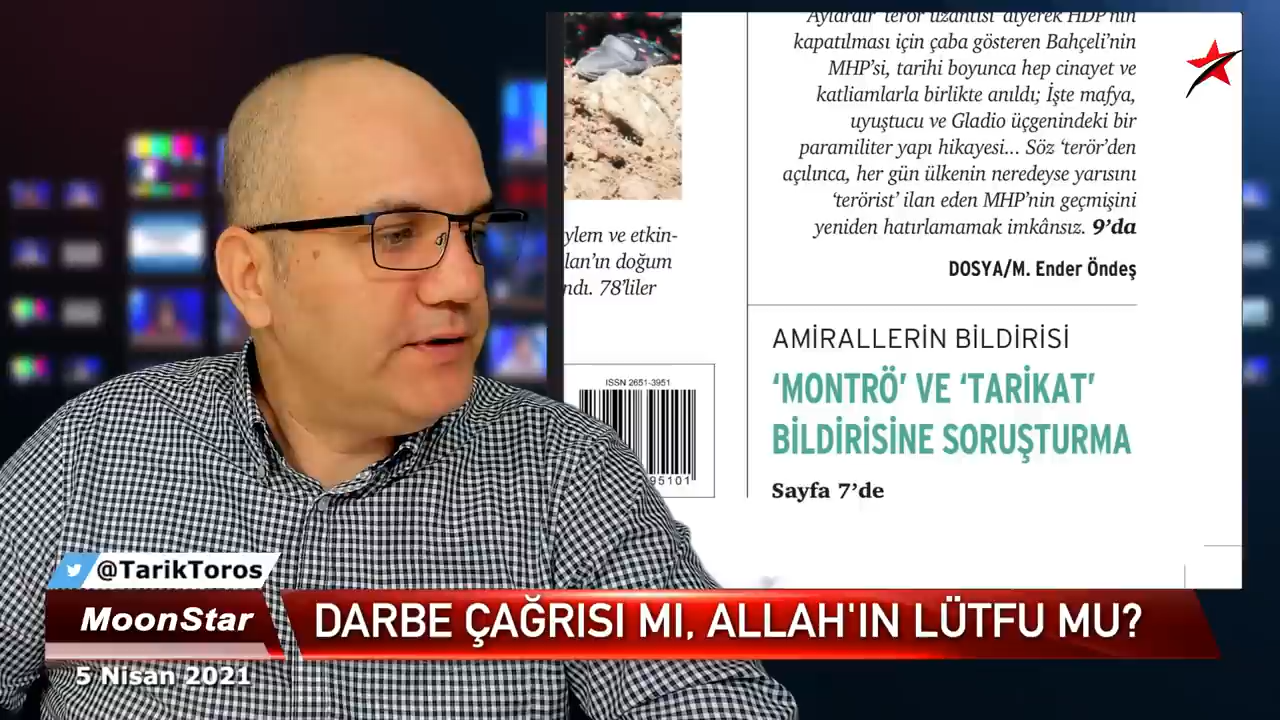 Aylardır 'terör uzantısı' diyerek HDP'nin
kapatılması için çaba gösteren Bahçeli'nin
MHP'si, tarihi boyunca hep cinayet ve
katliamlarla birlikte anıldı; İşte mafya,
uyuştucu ve Gladio üçgenindeki bir
paramiliter yapı hikayesi... Söz 'terör'den
açılınca, her gün ülkenin neredeyse yarısını
'terörist' ilan eden MHP'nin geçmişini
yeniden hatırlamamak imkânsız. 9'da
DOSYA/M. Ender Öndeş
ylem ve etkin-
lan'ın doğum
ndı. 78'liler
ISSN 2651-3951
95101
AMİRALLERİN BİLDİRİSİ
'MONTRÖ' VE 'TARİKAT'
BİLDİRİSİNE SORUŞTURMA
Sayfa 7'de
@TarikToros
MoonStar
DARBE ÇAĞRISI MI, ALLAH'IN LÜTFU MU?
5 Nisan 2021